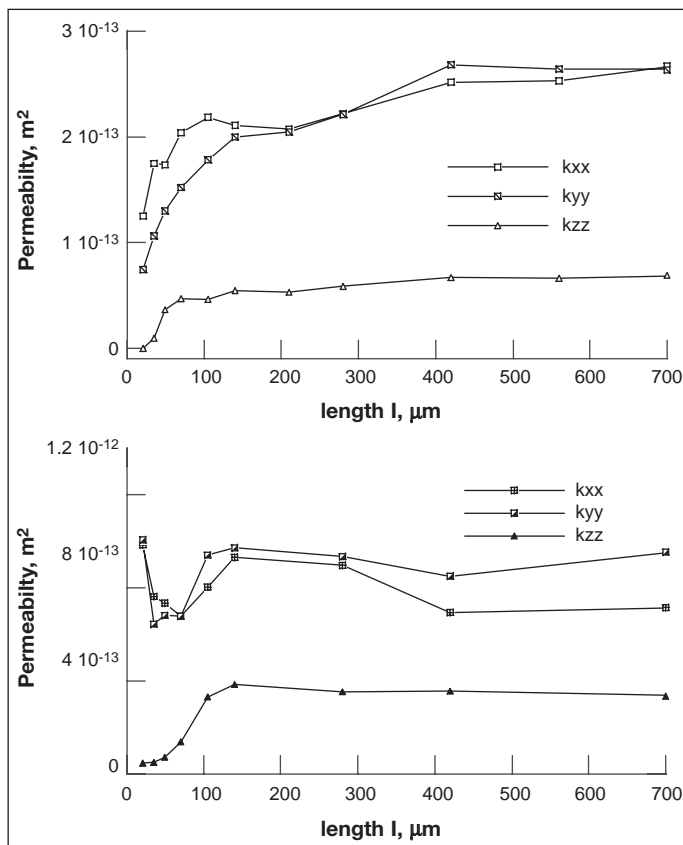 3 10-13
2 10-13
1 10-13
0
Permeabilty, m2
kxx
kyy
kzz
0 100 200 300 400 500 600 700
length l, μm
1.2 10-12
8 10-13
4 10-13
0
Permeabilty, m2
kxx
kyy
kzz
0 100 200 300 400 500 600 700
length l, μm